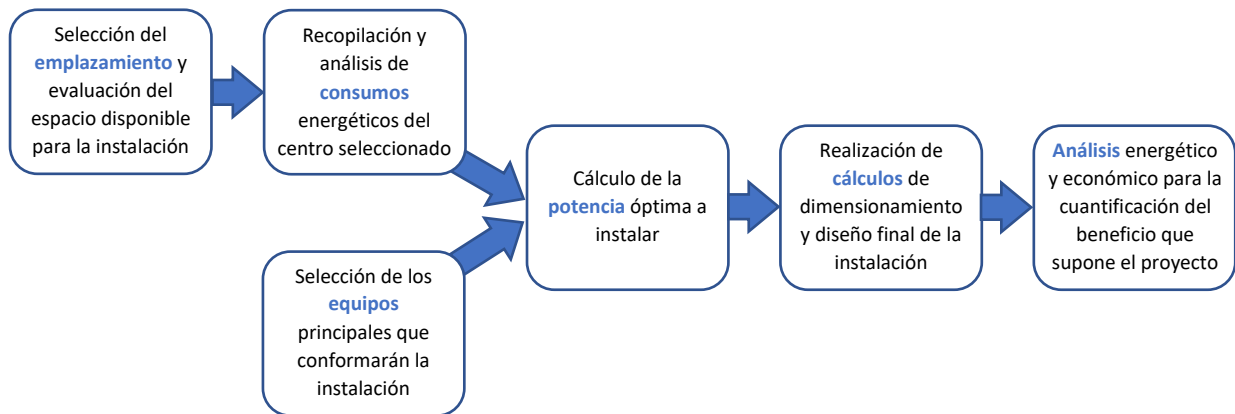 Selección del
emplazamiento y
evaluación del
espacio disponible
para la instalación
Recopilación y
análisis de
consumos
energéticos del
centro seleccionado
Selección de los
equipos
principales que
conformarán la
instalación
Cálculo de la
potencia óptima a
instalar
Realización de
cálculos de
dimensionamiento
y diseño final de la
instalación
Análisis energético
y económico para la
cuantificación del
beneficio que
supone el proyecto